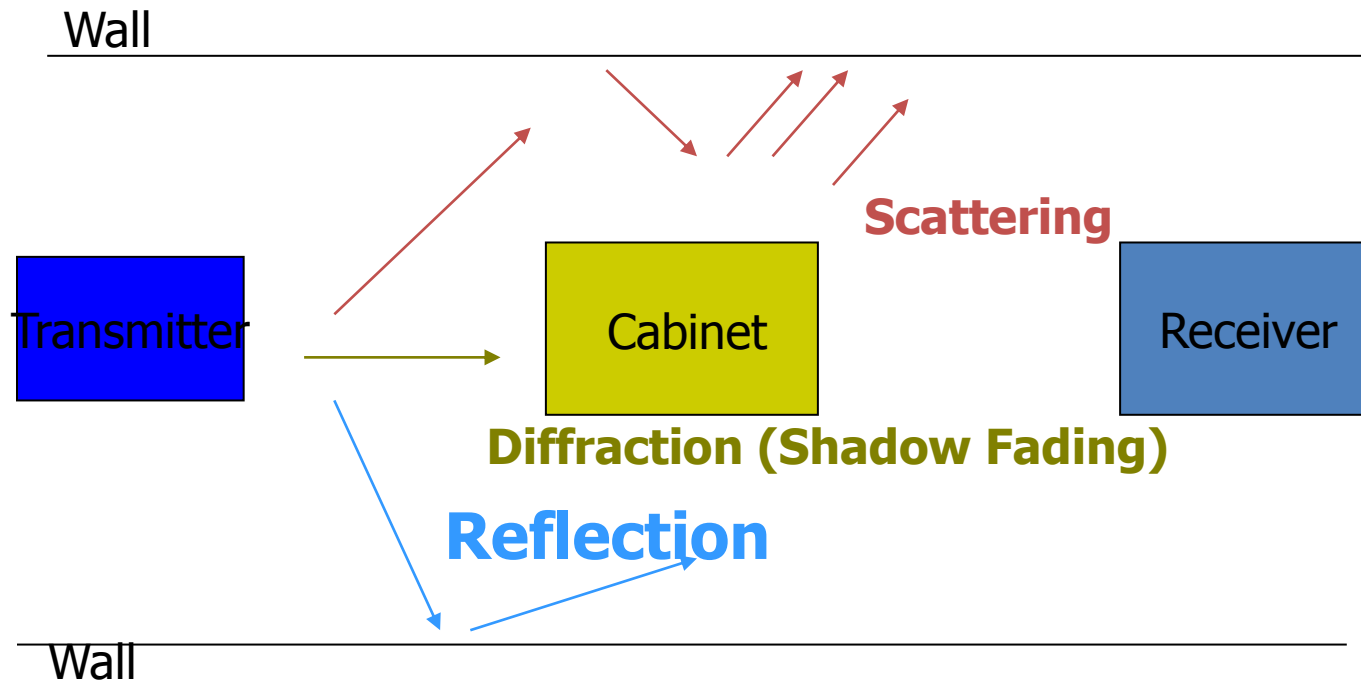 Wall
Scattering
Transmitter
Cabinet
Receiver
Diffraction (Shadow Fading)
Reflection
Wall